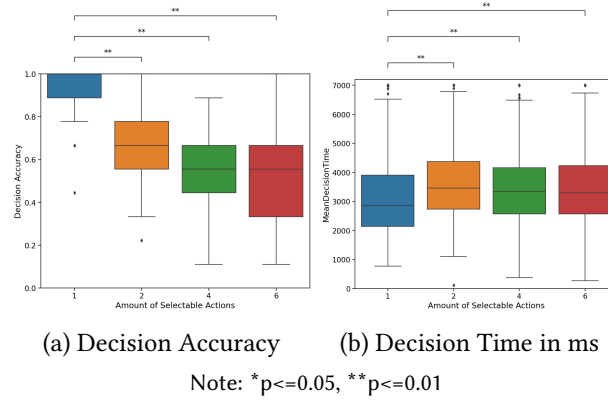 **
**
**
1.0
0.8
0.6
0.4
0.2
0.0
Decision Accuracy
1 2 4 6
Amount of Selectable Actions
**
**
**
7000
6000
5000
4000
3000
2000
1000
0
MeanDecisionTime
1 2 4 6
Amount of Selectable Actions
(a) Decision Accuracy
(b) Decision Time in ms
Note: *p<=0.05, **p<=0.01